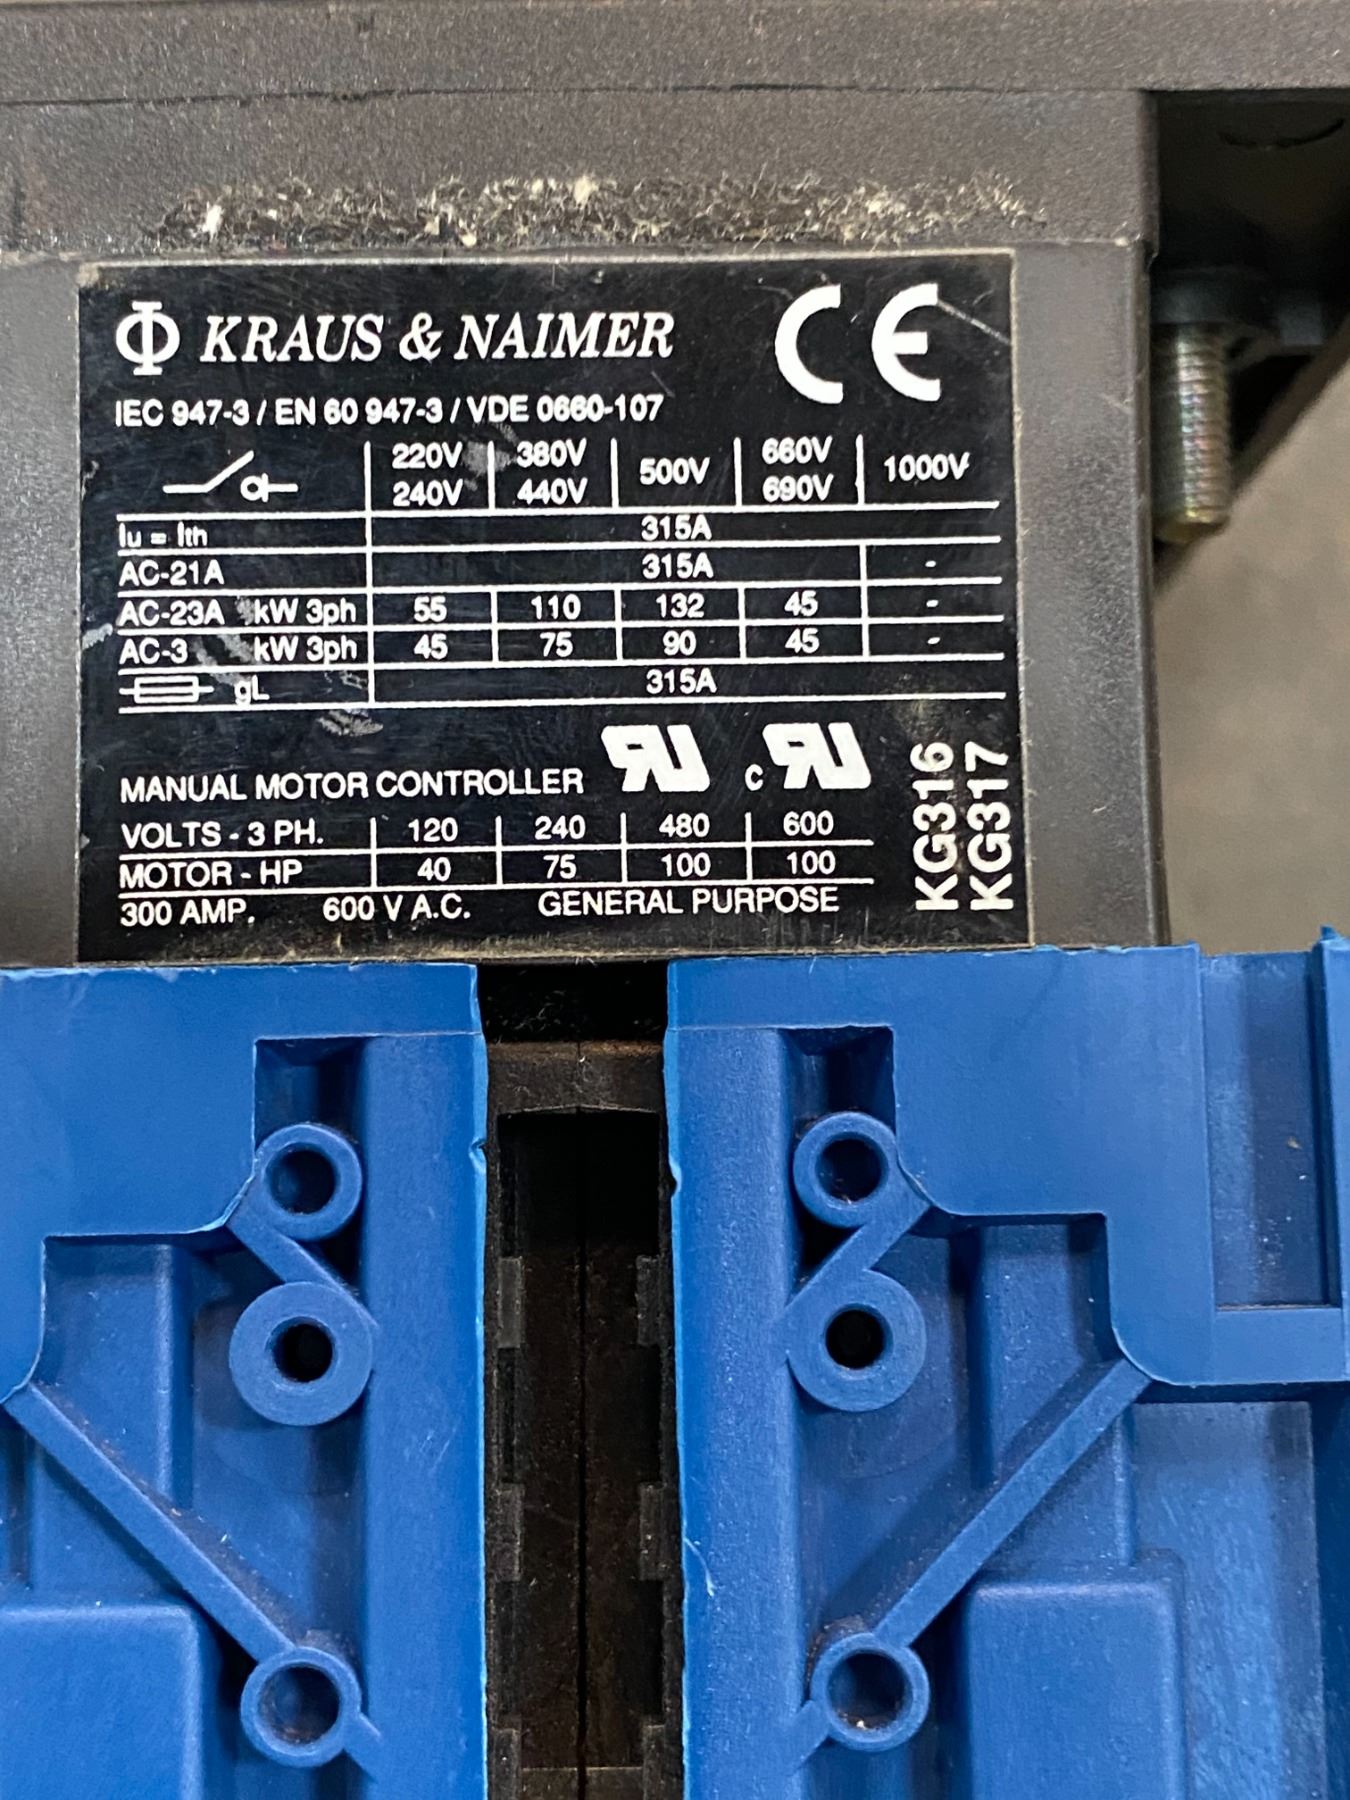 KRAUS & NAIMER CE
IEC 947-3 / EN 60 947-3 / VDE 0660-107
220V 240V 380V 440V 500V 660V 690V 1000V
Iu = Ith 315A
AC-21A 315A -
AC-23A kW 3ph 55 110 132 45 -
AC-3 kW 3ph 45 75 90 45 -
gL 315A
MANUAL MOTOR CONTROLLER RU c RU
VOLTS - 3 PH. 120 240 480 600
MOTOR - HP 40 75 100 100
300 AMP. 600 V A.C. GENERAL PURPOSE
KG316
KG317